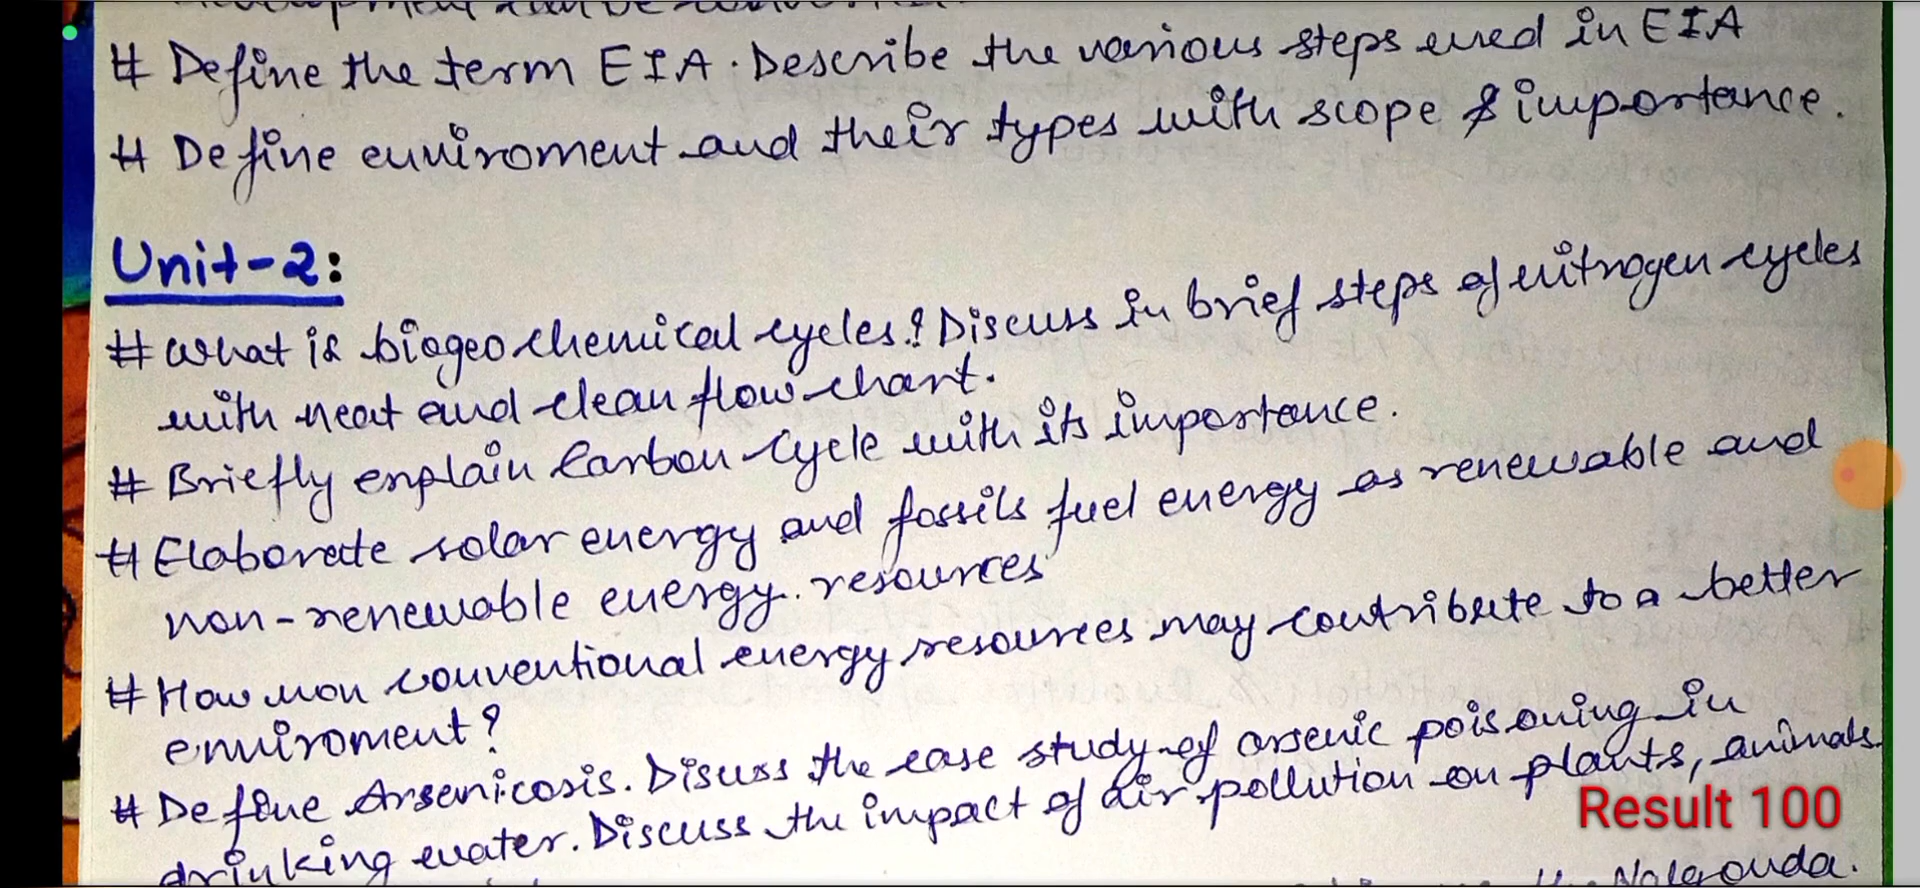 # Define the term EIA. Describe the various steps used in EIA
# Define enviroment and their types with scope & importance.
Unit-2:
# What is biogeochemical cycles? Discuss in brief steps of nitrogen cycles
with neat and clean flow chart.
# Briefly explain Carbon Cycle with its importance.
# Elaborate solar energy and fossils fuel energy as renewable and
non-renewable energy. resources
# How non conventional energy resources may contribute to a better
enviroment?
# Define Arsenicosis. Discuss the case study of arsenic poisoning in
drinking water. Discuss the impact of air pollution on plants, animals
Result 100
the Nalgonda.